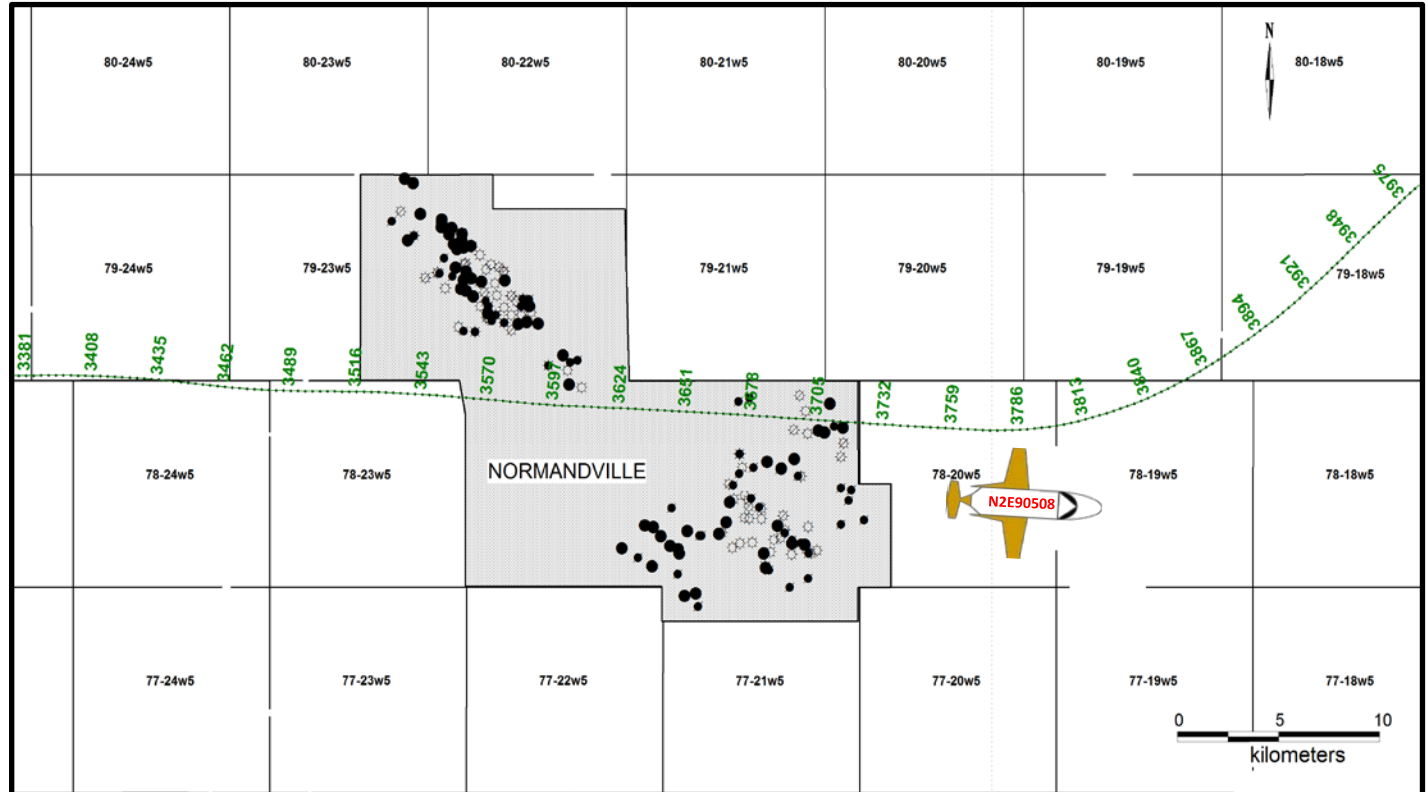 80-24w5
80-23w5
80-22w5
80-21w5
80-20w5
80-19w5
80-18w5
N
79-24w5
79-23w5
79-21w5
79-20w5
79-19w5
79-18w5
3381
3408
3435
3462
3489
3516
3543
3570
3597
3624
3651
3678
3705
3732
3759
3786
3813
3840
3867
3894
3921
3948
3975
78-24w5
78-23w5
NORMANDVILLE
78-20w5
78-19w5
78-18w5
N2E90508
77-24w5
77-23w5
77-22w5
77-21w5
77-20w5
77-19w5
77-18w5
0 5 10
kilometers